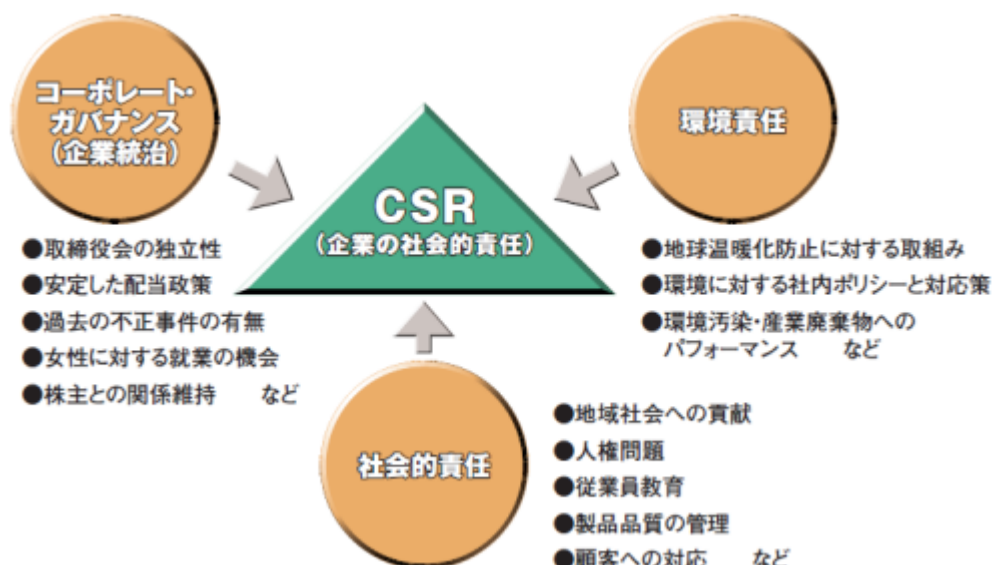 コーポレート・
ガバナンス
（企業統治）
●取締役会の独立性
●安定した配当政策
●過去の不正事件の有無
●女性に対する就業の機会
●株主との関係維持　など
CSR
（企業の社会的責任）
環境責任
●地球温暖化防止に対する取組み
●環境に対する社内ポリシーと対応策
●環境汚染・産業廃棄物への
パフォーマンス　など
社会的責任
●地域社会への貢献
●人権問題
●従業員教育
●製品品質の管理
●顧客への対応　など